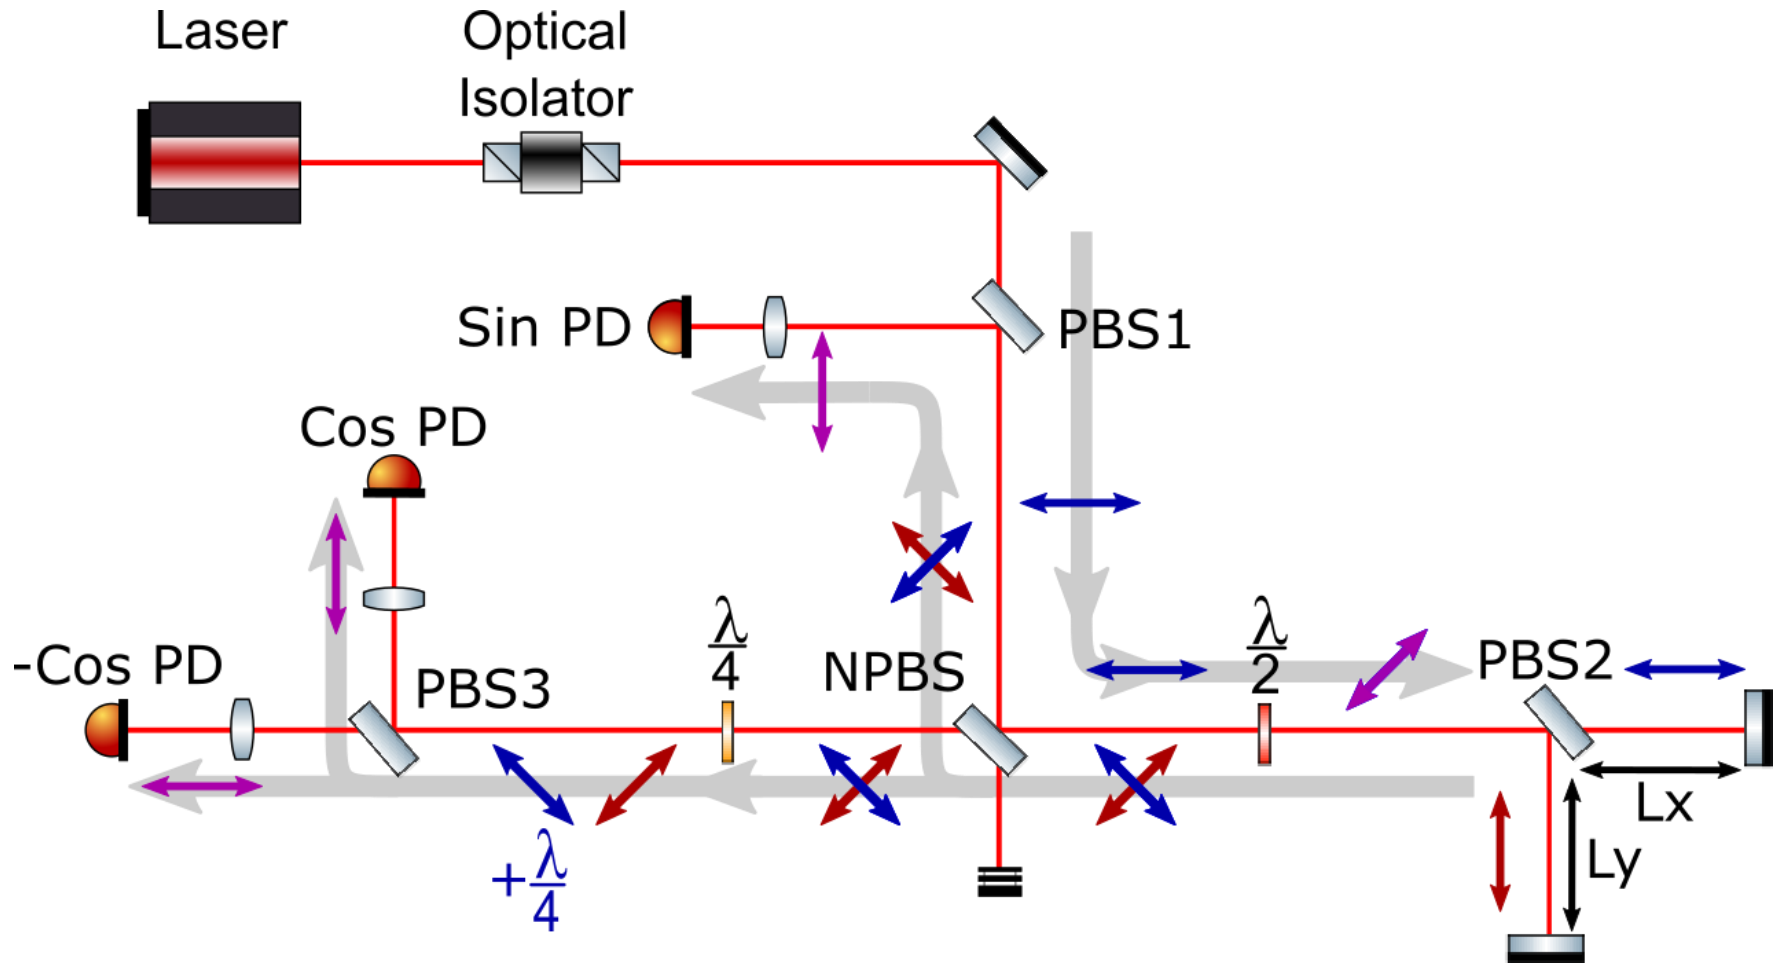 Laser
Optical
Isolator
Sin PD
PBS1
Cos PD
-Cos PD
PBS3
λ
4
NPBS
λ
2
PBS2
Lx
Ly
+λ
4